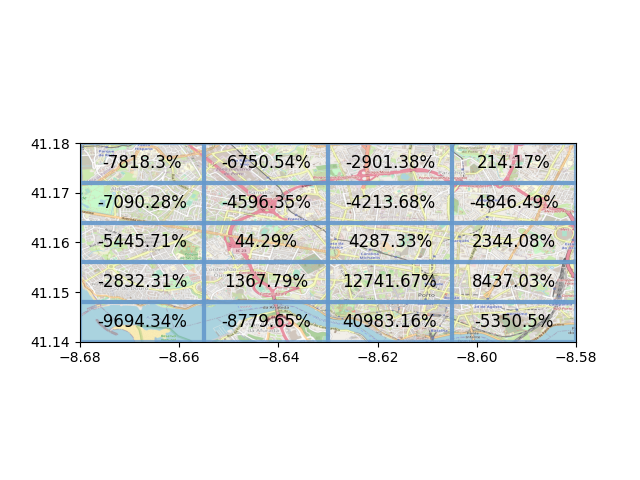 41.18
-7818.3% -6750.54% -2901.38% 214.17%
41.17
-7090.28% -4596.35% -4213.68% -4846.49%
41.16
-5445.71% 44.29% 4287.33% 2344.08%
41.15
-2832.31% 1367.79% 12741.67% 8437.03%
Porto
-9694.34% -8779.65% 40983.16% -5350.5%
41.14
−8.68 −8.66 −8.64 −8.62 −8.60 −8.58